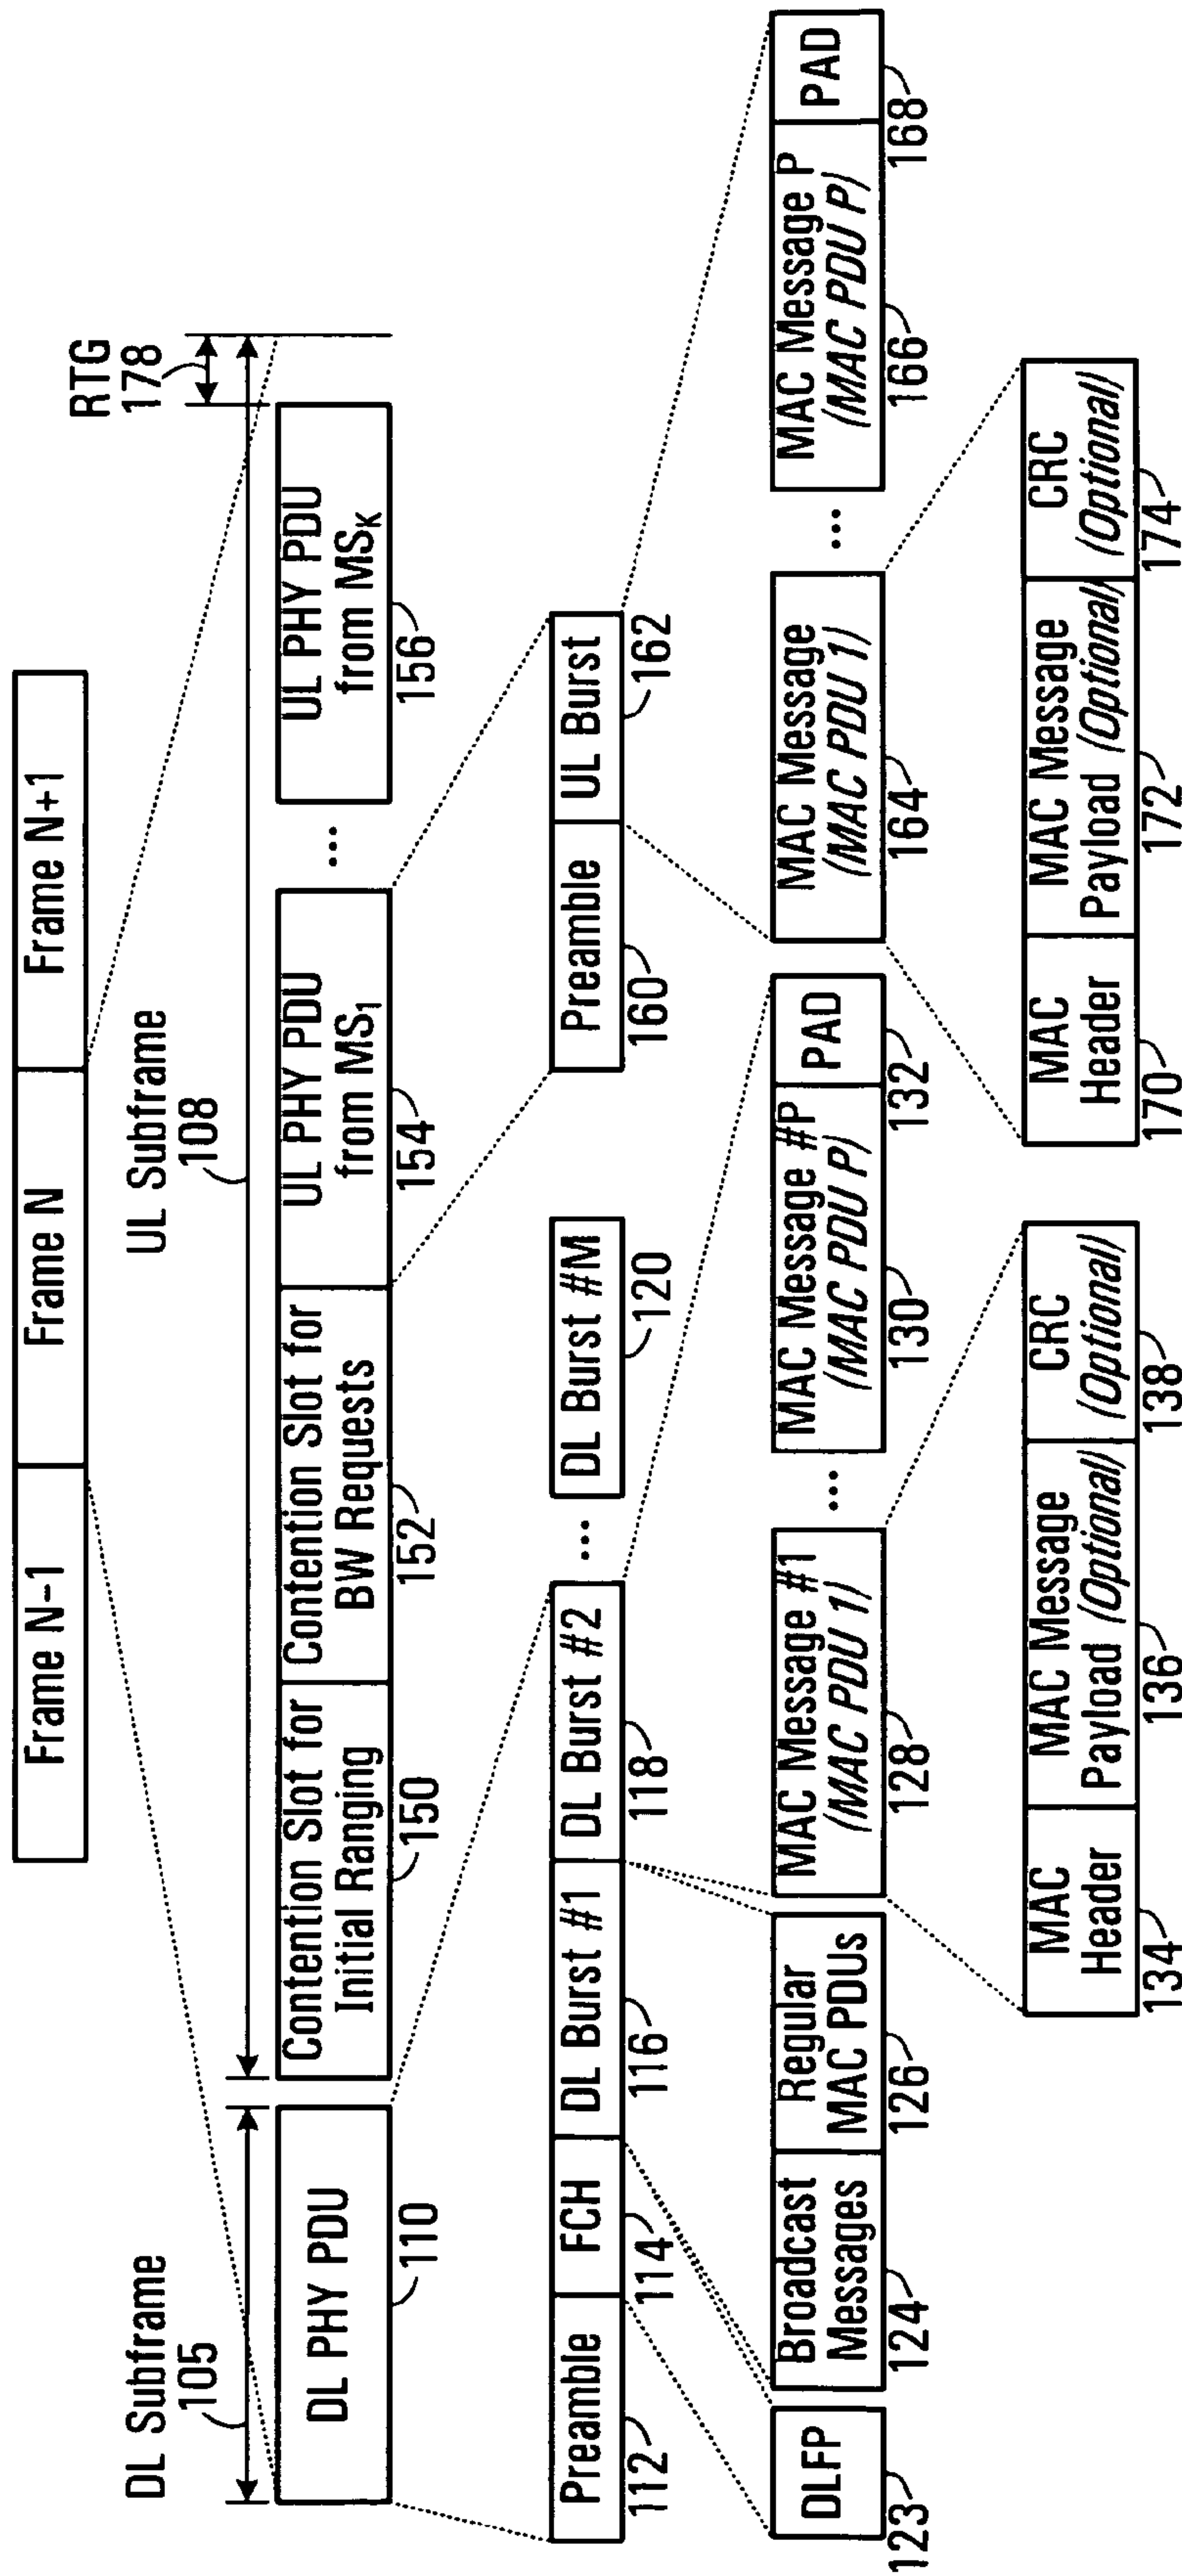 Frame N-1
Frame N
Frame N+1
DL Subframe
105
UL Subframe
108
RTG
178
DL PHY PDU
110
Contention Slot for
Initial Ranging
150
Contention Slot for
BW Requests
152
UL PHY PDU
from MS1
154
...
UL PHY PDU
from MSK
156
Preamble
112
FCH
114
DL Burst #1
116
DL Burst #2
118
...
DL Burst #M
120
Preamble
160
UL Burst
162
DLFP
123
Broadcast
Messages
124
Regular
MAC PDUs
126
MAC Message #1
(MAC PDU 1)
128
...
MAC Message #P
(MAC PDU P)
130
PAD
132
MAC Message
(MAC PDU 1)
164
...
MAC Message P
(MAC PDU P)
166
PAD
168
MAC
Header
134
MAC Message
Payload (Optional)
136
CRC
(Optional)
138
MAC
Header
170
MAC Message
Payload (Optional)
172
CRC
(Optional)
174